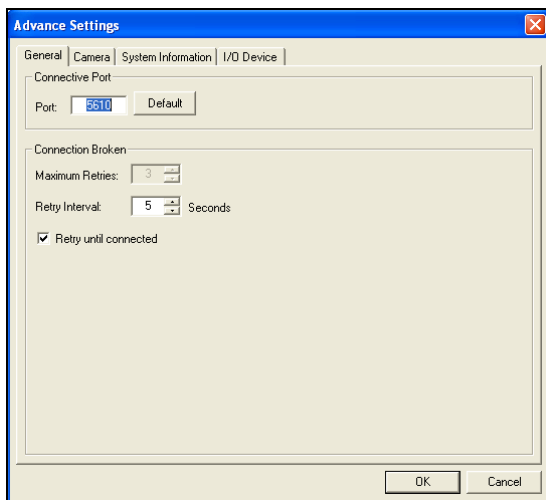 Advance Settings
General Camera System Information I/O Device
Connective Port
Port: 5610 Default
Connection Broken
Maximum Retries: 3
Retry Interval: 5 Seconds
Retry until connected
OK Cancel